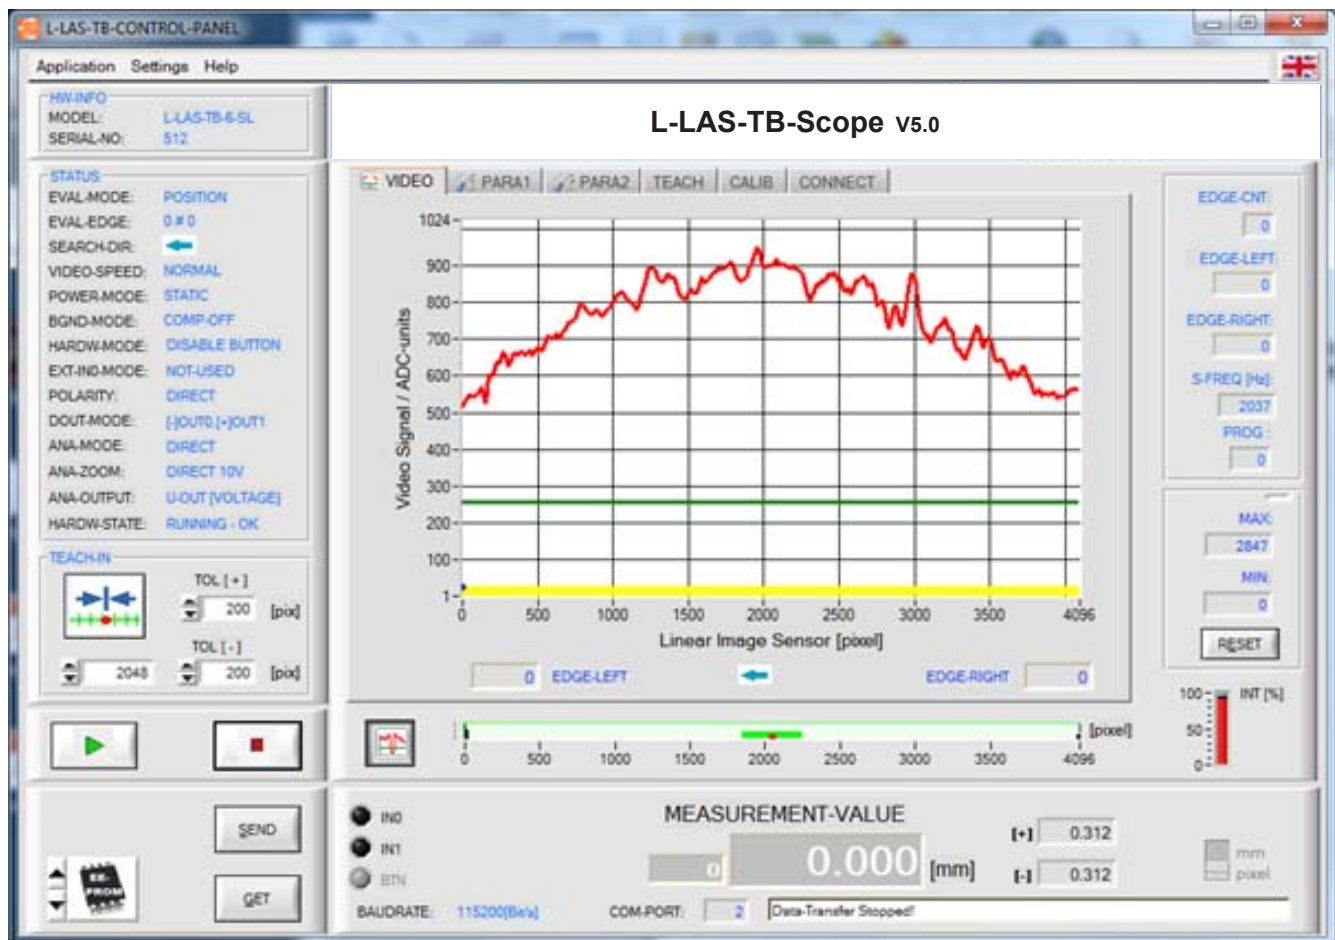 L-LAS-TB-CONTROL-PANEL
Application Settings Help
HW-INFO
MODEL: L-LAS-TB-6-SL
SERIAL-NO: 512
L-LAS-TB-Scope V5.0
STATUS
EVAL-MODE: POSITION
EVAL-EDGE: 0 # 0
SEARCH-DIR:
VIDEO-SPEED: NORMAL
POWER-MODE: STATIC
BGND-MODE: COMP-OFF
HARDW-MODE: DISABLE BUTTON
EXT-IN0-MODE: NOT-USED
POLARITY: DIRECT
DOUT-MODE: [-]OUT0,[+]OUT1
ANA-MODE: DIRECT
ANA-ZOOM: DIRECT 10V
ANA-OUTPUT: U-OUT [VOLTAGE]
HARDW-STATE: RUNNING - OK
TEACH-IN
TOL [ + ]
200 [pix]
TOL [ - ]
2048 200 [pix]
VIDEO PARA1 PARA2 TEACH CALIB CONNECT
Video Signal / ADC-units
1024
900
800
700
600
500
400
300
200
100
1
0 500 1000 1500 2000 2500 3000 3500 4096
Linear Image Sensor [pixel]
0 EDGE-LEFT EDGE-RIGHT 0
[pixel]
0 500 1000 1500 2000 2500 3000 3500 4096
EDGE-CNT:
0
EDGE-LEFT:
0
EDGE-RIGHT:
0
S-FREQ [Hz]:
2037
PROG :
0
MAX:
2847
MIN:
0
RESET
100 INT [%]
50
0
SEND
EE-
PROM
GET
IN0
IN1
BTN
MEASUREMENT-VALUE
0 0.000 [mm]
[+] 0.312
[-] 0.312
mm
pixel
BAUDRATE: 115200[Be/s] COM-PORT: 2 Data-Transfer Stopped!